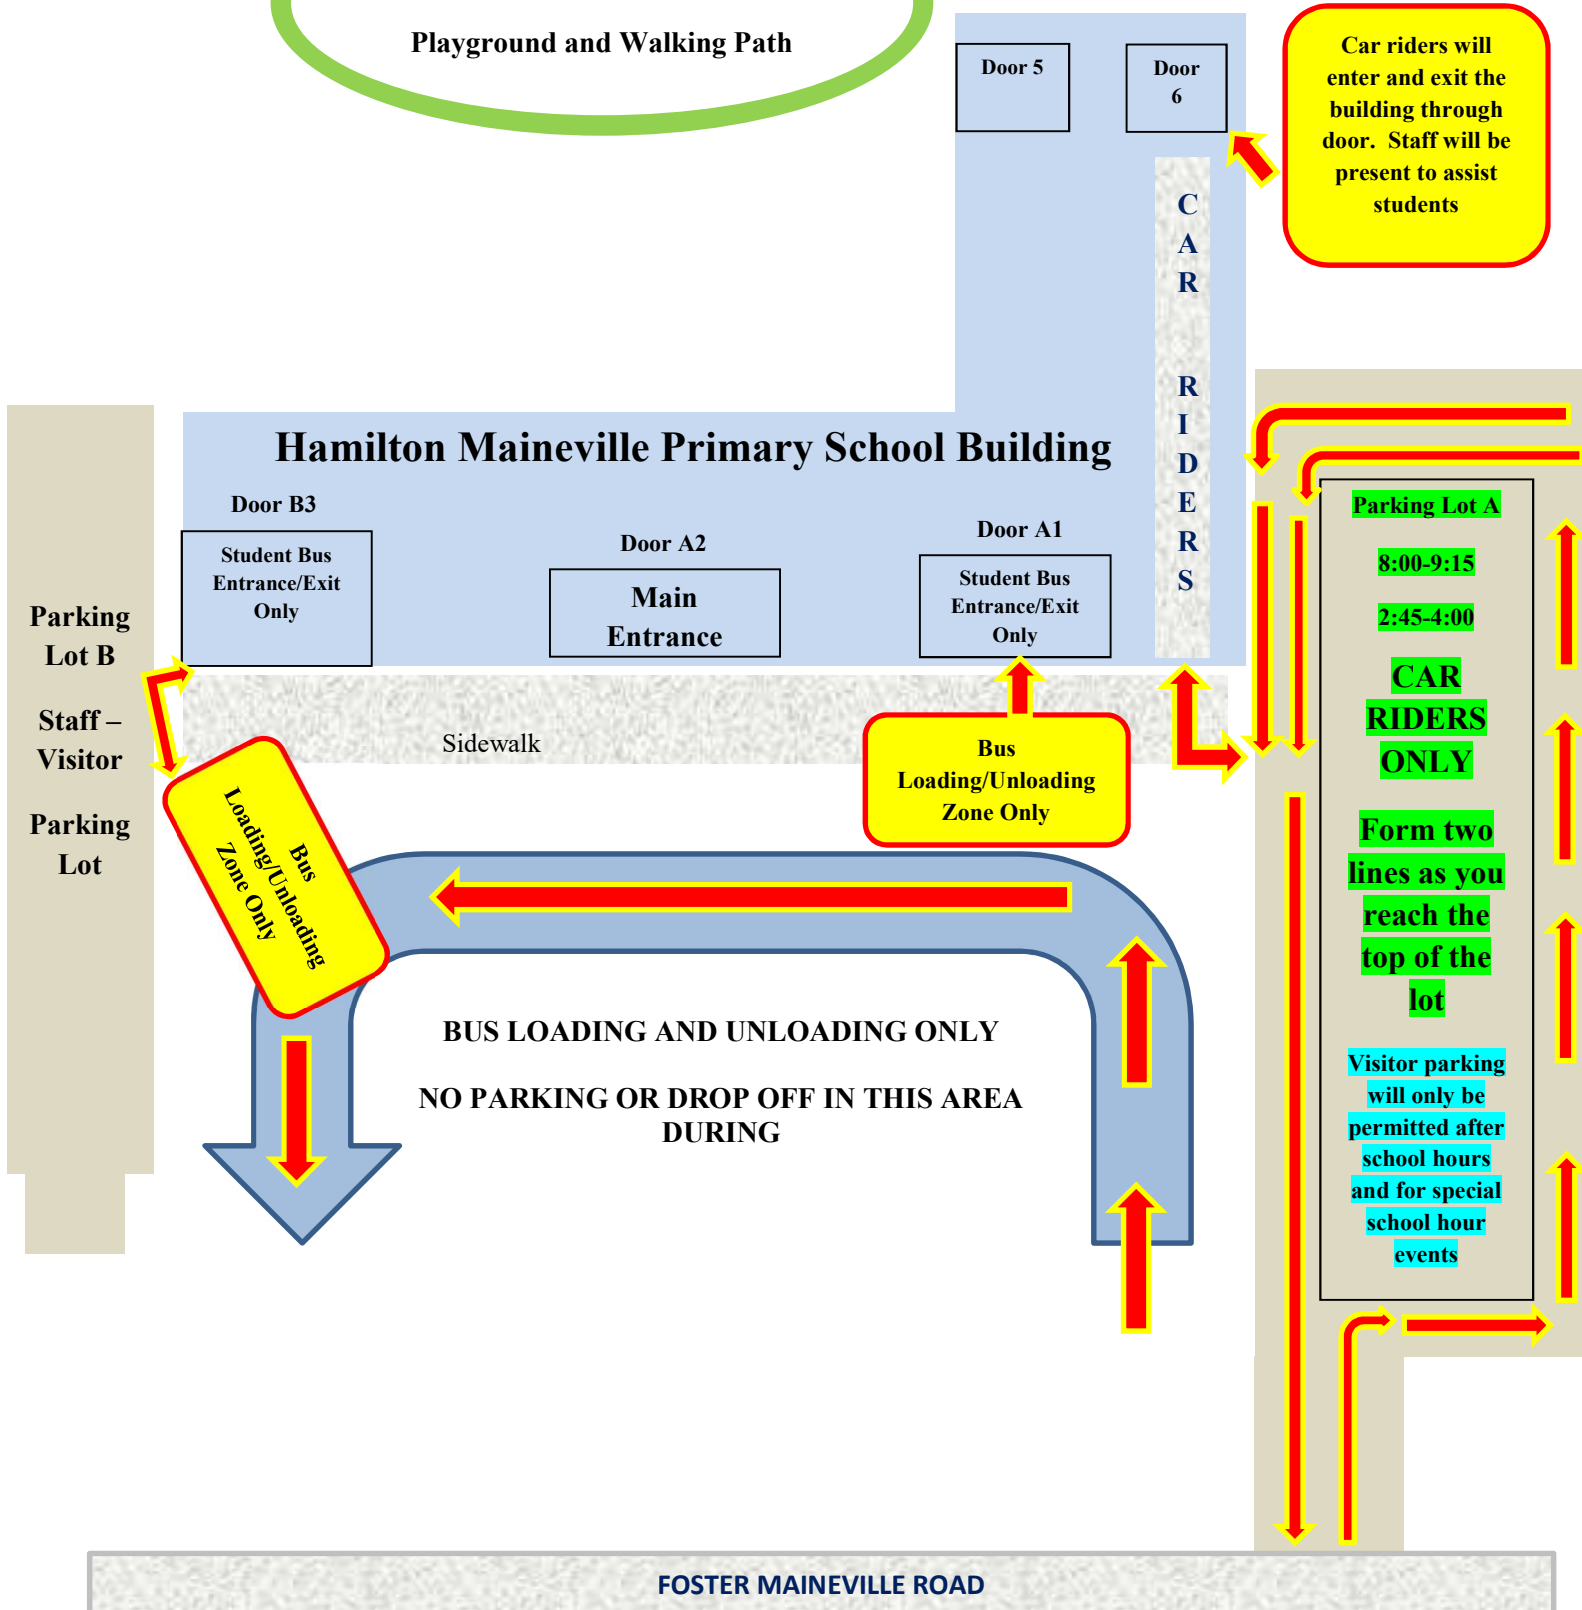 Playground and Walking Path
Door 5
Door
6
Car riders will
enter and exit the
building through
door.  Staff will be
present to assist
students
C
A
R
R
I
D
E
R
S
Hamilton Maineville Primary School Building
Door B3
Student Bus
Entrance/Exit
Only
Door A2
Main
Entrance
Door A1
Student Bus
Entrance/Exit
Only
Parking
Lot B
Staff –
Visitor
Parking
Lot
Sidewalk
Bus
Loading/Unloading
Zone Only
Bus
Loading/Unloading
Zone Only
BUS LOADING AND UNLOADING ONLY
NO PARKING OR DROP OFF IN THIS AREA
DURING
Parking Lot A
8:00-9:15
2:45-4:00
CAR
RIDERS
ONLY
Form two
lines as you
reach the
top of the
lot
Visitor parking
will only be
permitted after
school hours
and for special
school hour
events
FOSTER MAINEVILLE ROAD